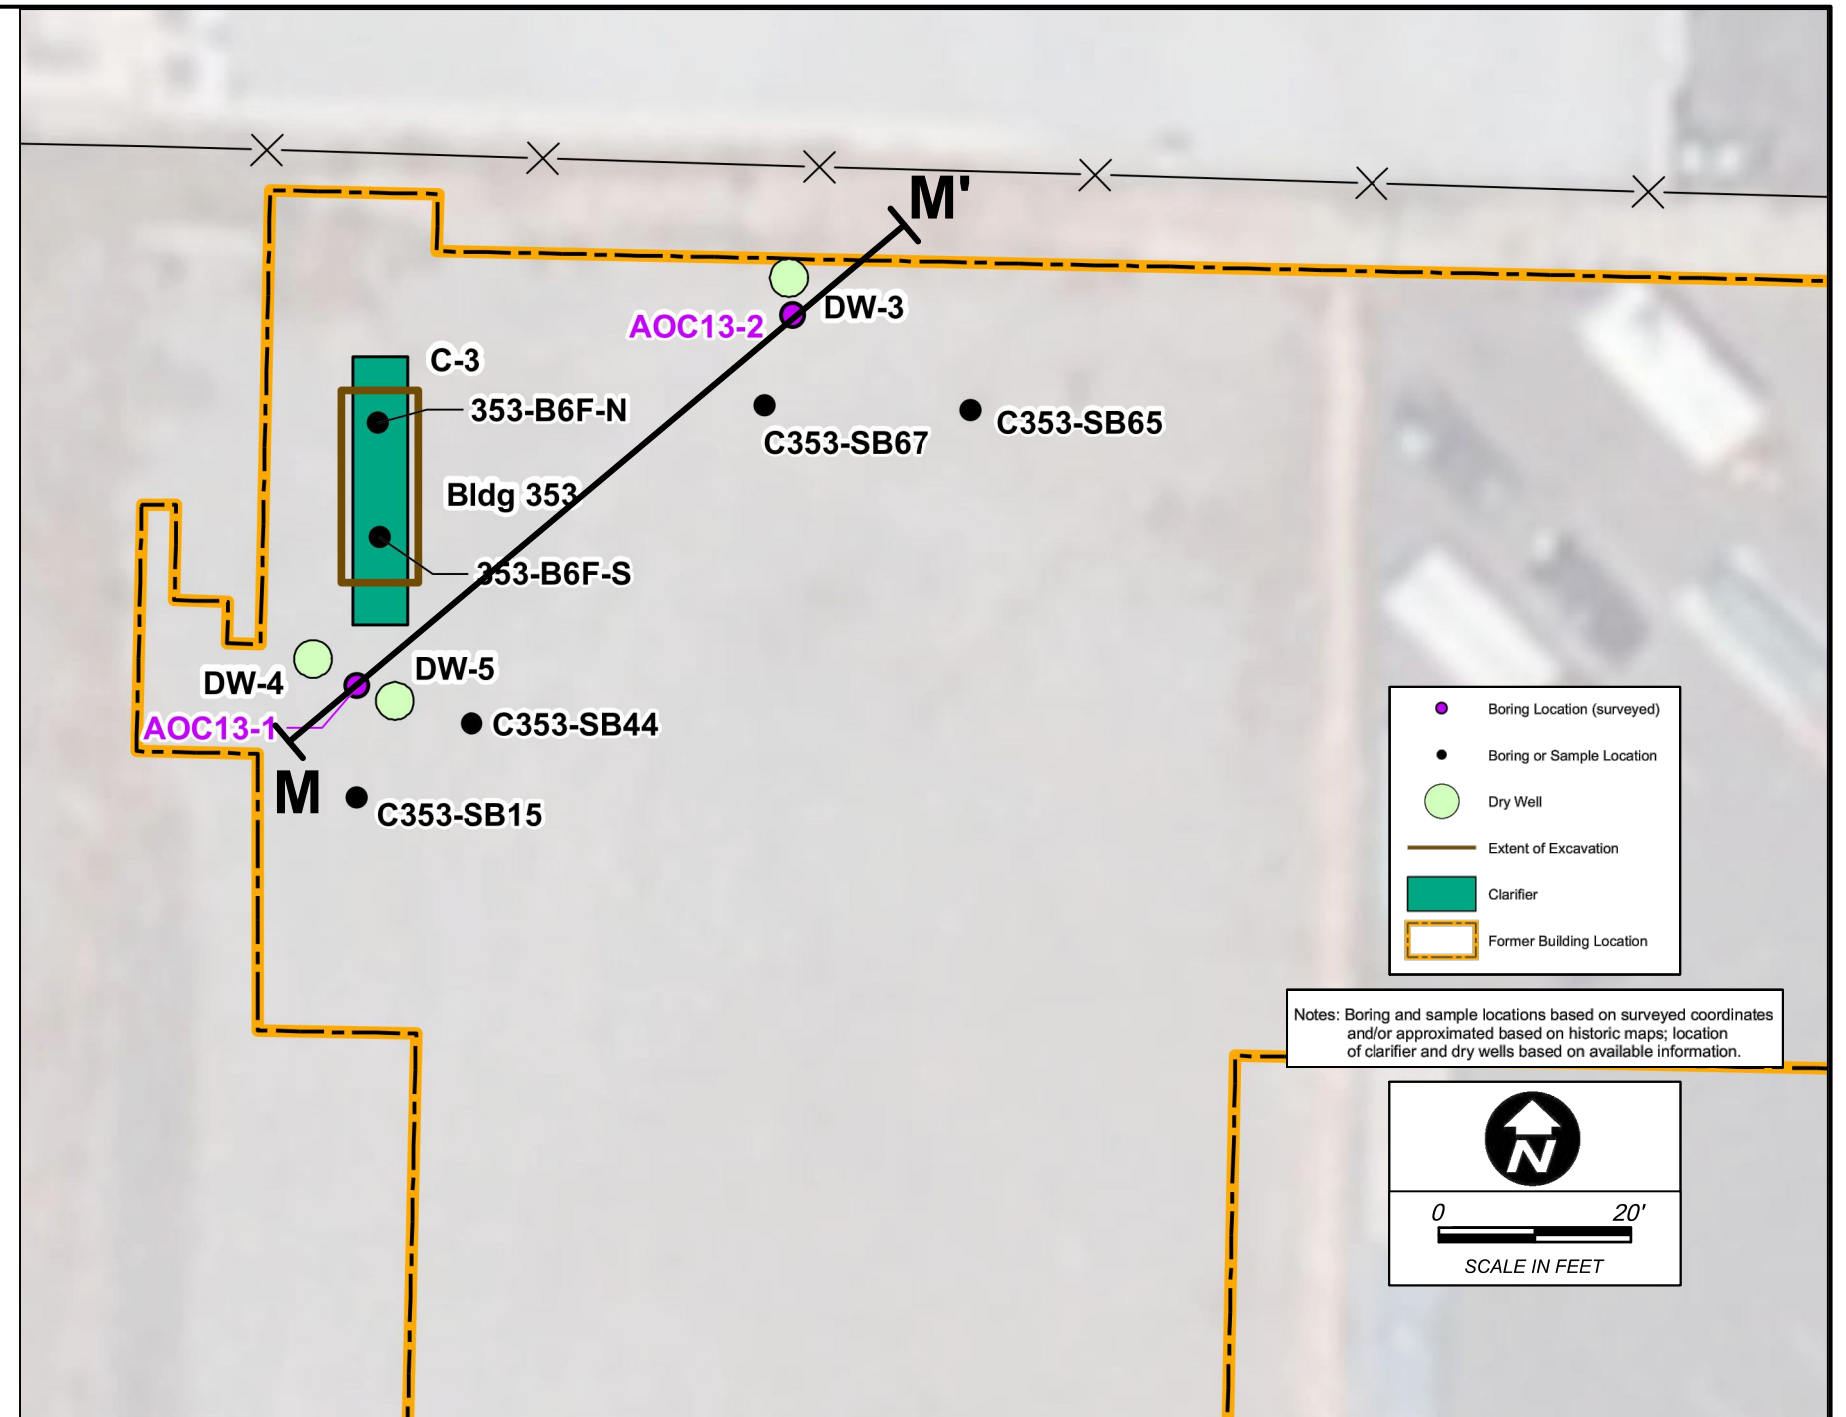 M'
DW-3
AOC13-2
C-3
353-B6F-N
C353-SB67
C353-SB65
Bldg 353
353-B6F-S
DW-5
DW-4
AOC13-1
C353-SB44
M
C353-SB15
Boring Location (surveyed)
Boring or Sample Location
Dry Well
Extent of Excavation
Clarifier
Former Building Location
Notes: Boring and sample locations based on surveyed coordinates
and/or approximated based on historic maps; location
of clarifier and dry wells based on available information.
N
0 20'
SCALE IN FEET